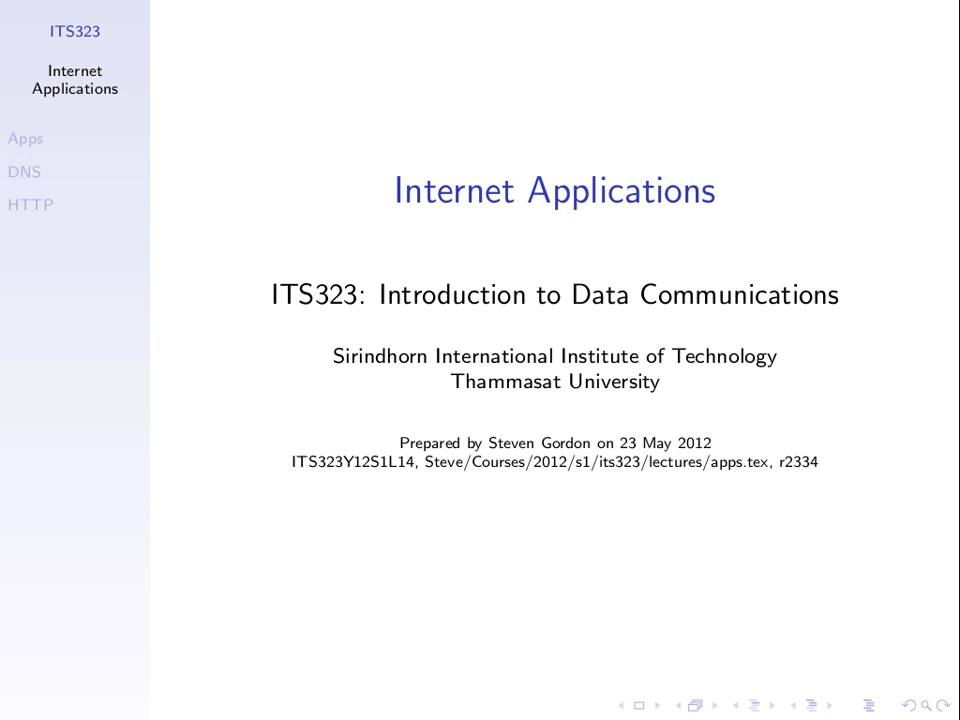 ITS323
Internet
Applications
Apps
DNS
HTTP
Internet Applications
ITS323: Introduction to Data Communications
Sirindhorn International Institute of Technology
Thammasat University
Prepared by Steven Gordon on 23 May 2012
ITS323Y12S1L14, Steve/Courses/2012/s1/its323/lectures/apps.tex, r2334